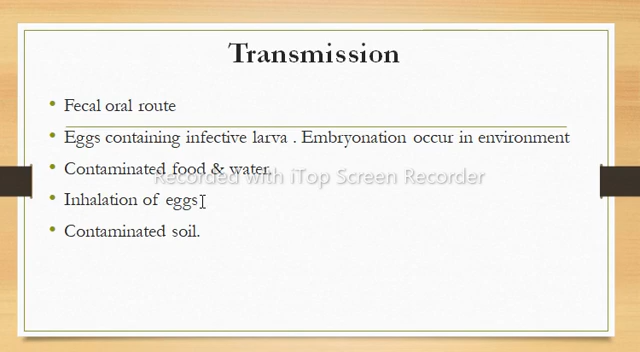 Transmission
• Fecal oral route
• Eggs containing infective larva . Embryonation occur in environment
• Contaminated food & water
Recorded with iTop Screen Recorder
• Inhalation of eggs
• Contaminated soil.